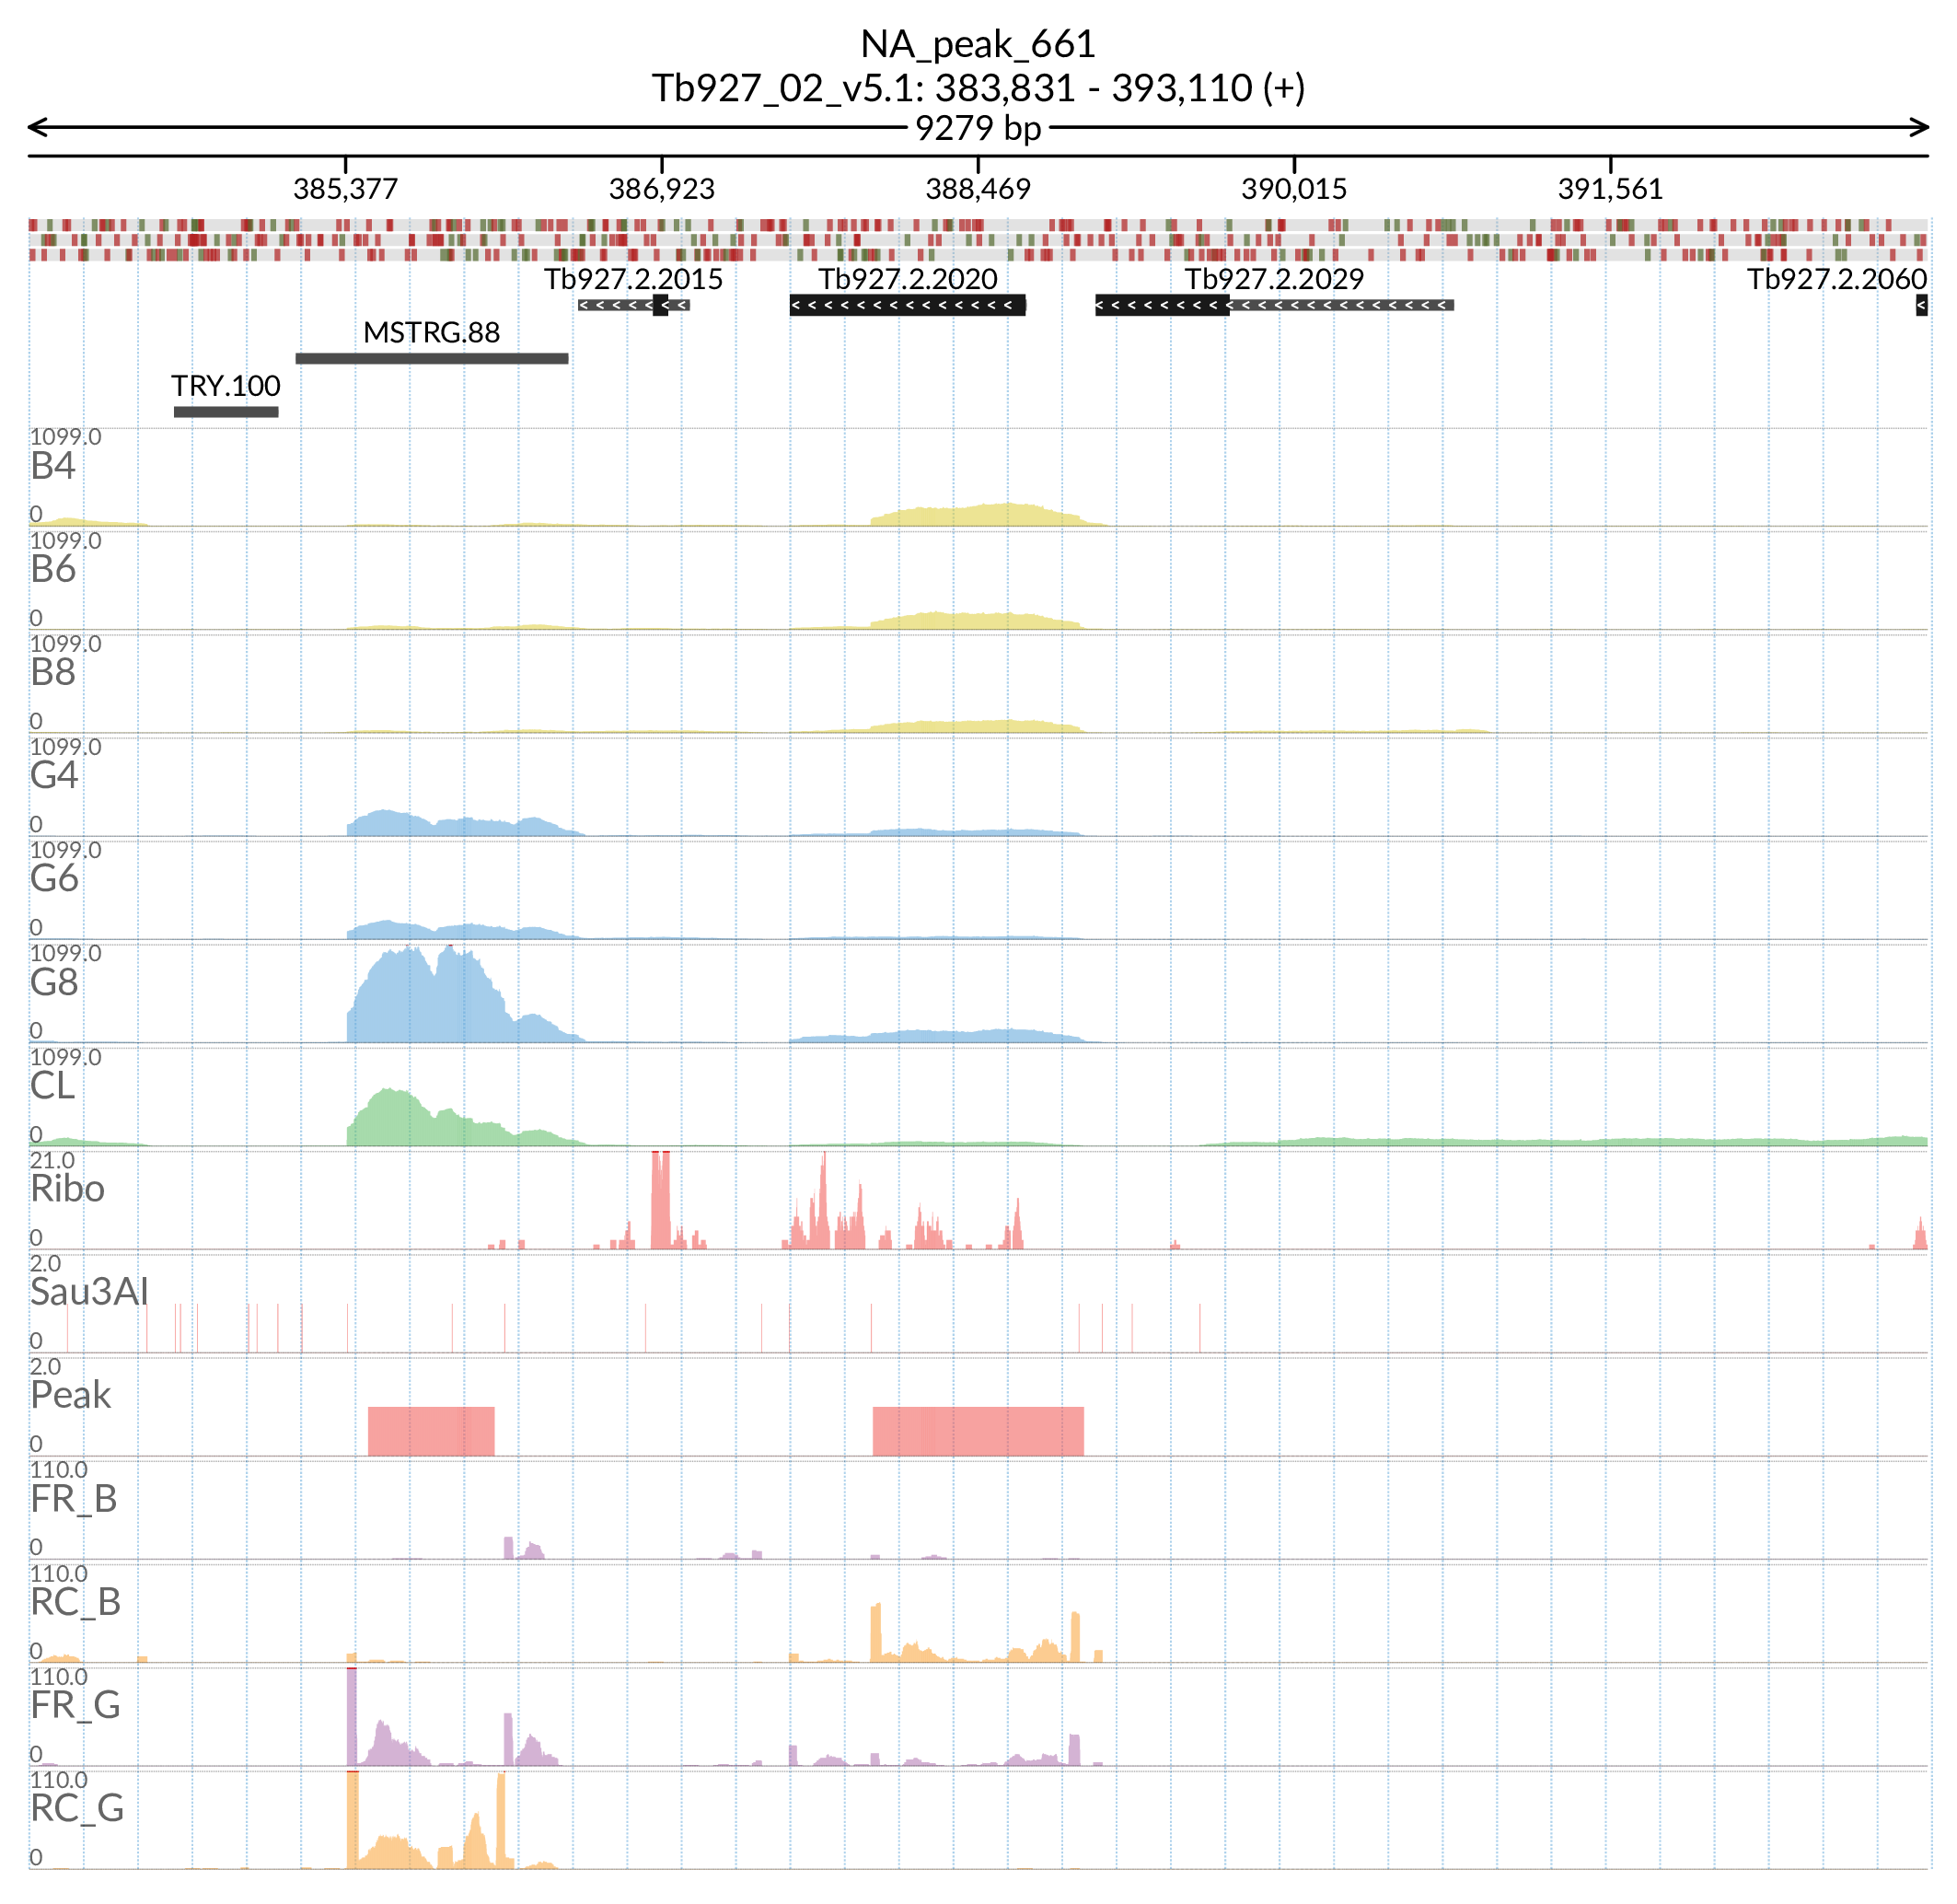 NA_peak_661
Tb927_02_v5.1: 383,831 - 393,110 (+)
9279 bp
385,377 386,923 388,469 390,015 391,561
Tb927.2.2015 Tb927.2.2020 Tb927.2.2029 Tb927.2.2060
MSTRG.88
TRY.100
1099.0
B4
0
1099.0
B6
0
1099.0
B8
0
1099.0
G4
0
1099.0
G6
0
1099.0
G8
0
1099.0
CL
0
21.0
Ribo
0
2.0
Sau3AI
0
2.0
Peak
0
110.0
FR_B
0
110.0
RC_B
0
110.0
FR_G
0
110.0
RC_G
0